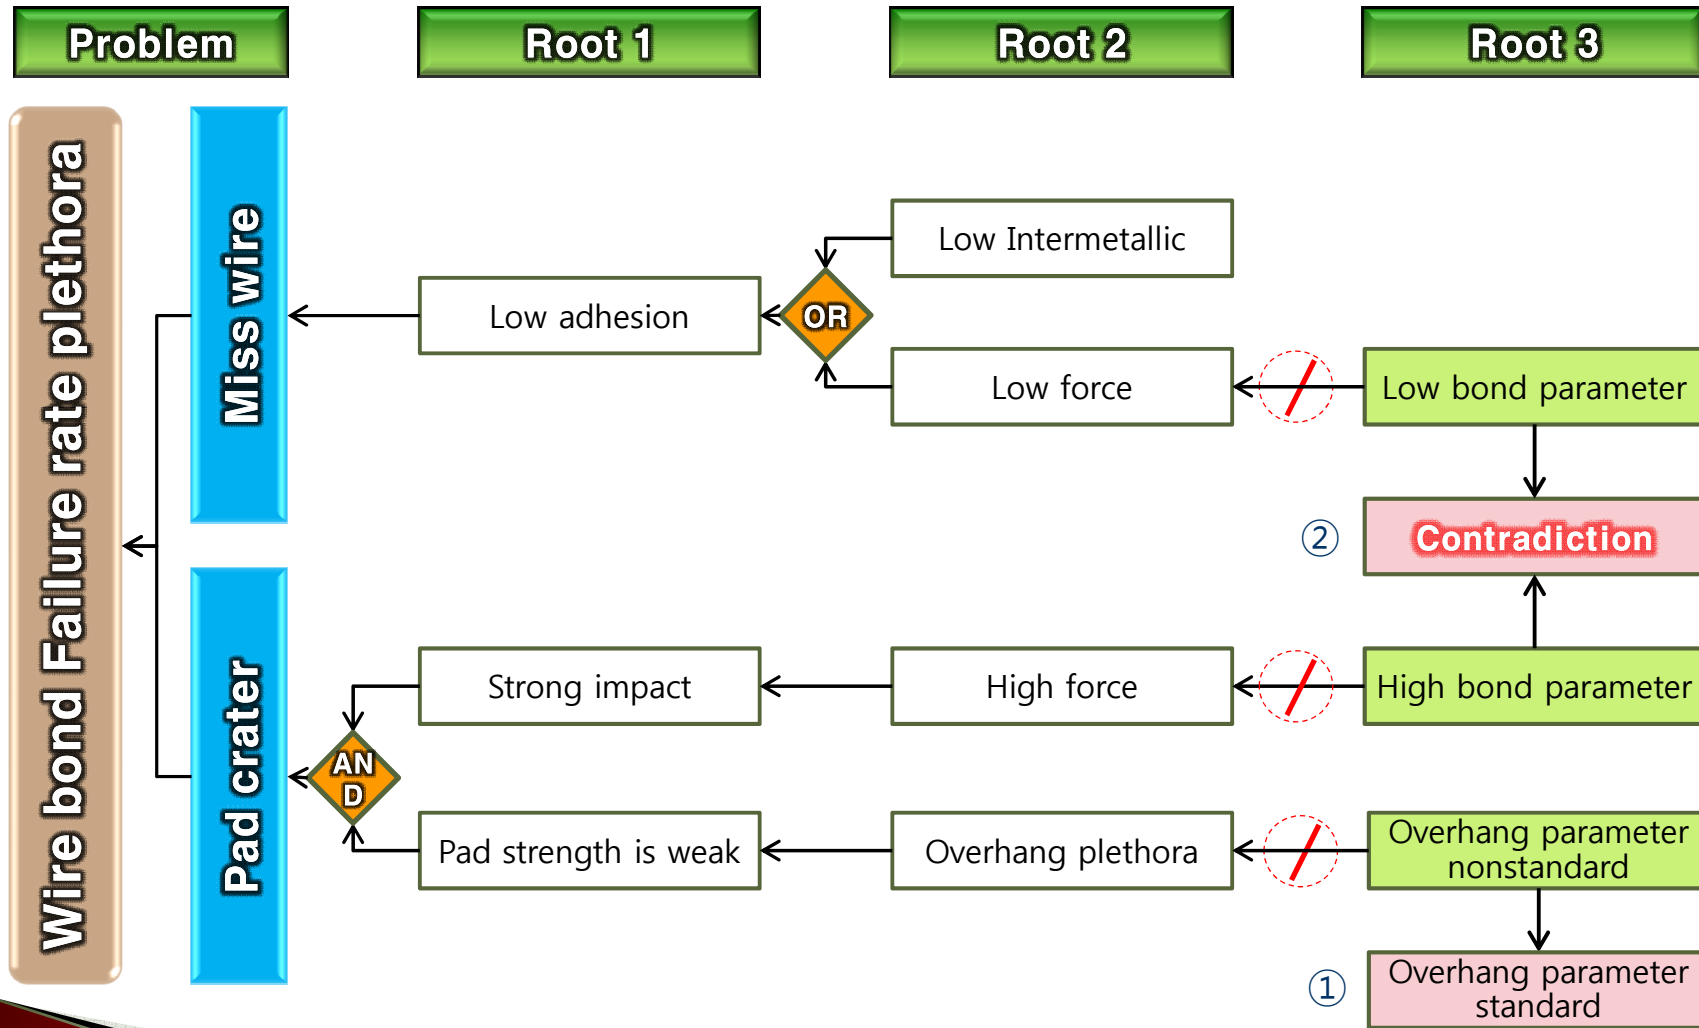 Problem
Root 1
Root 2
Root 3
Wire bond Failure rate plethora
Miss wire
Low adhesion
OR
Low Intermetallic
Low force
Low bond parameter
②
Contradiction
Pad crater
AN
D
Strong impact
High force
High bond parameter
Pad strength is weak
Overhang plethora
Overhang parameter
nonstandard
①
Overhang parameter
standard